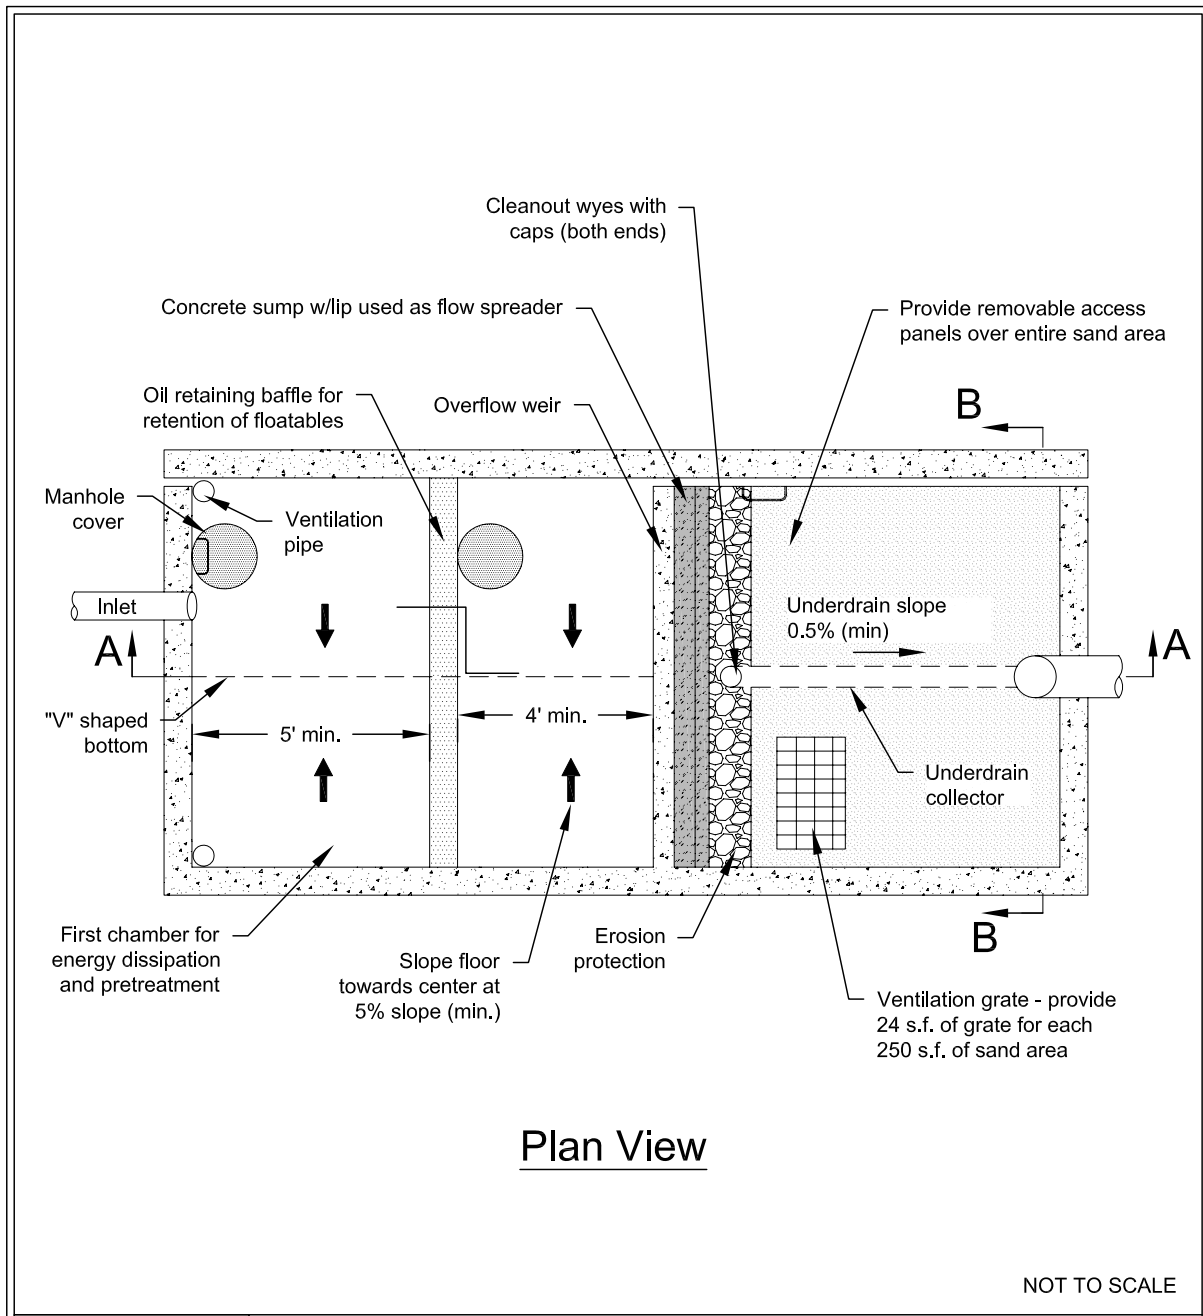 Cleanout wyes with
caps (both ends)
Concrete sump w/lip used as flow spreader
Provide removable access
panels over entire sand area
Oil retaining baffle for
retention of floatables
Overflow weir
B
Manhole
cover
Ventilation
pipe
Inlet
Underdrain slope
0.5% (min)
A
A
"V" shaped
bottom
5' min.
4' min.
Underdrain
collector
First chamber for
energy dissipation
and pretreatment
Slope floor
towards center at
5% slope (min.)
Erosion
protection
B
Ventilation grate - provide
24 s.f. of grate for each
250 s.f. of sand area
Plan View
NOT TO SCALE